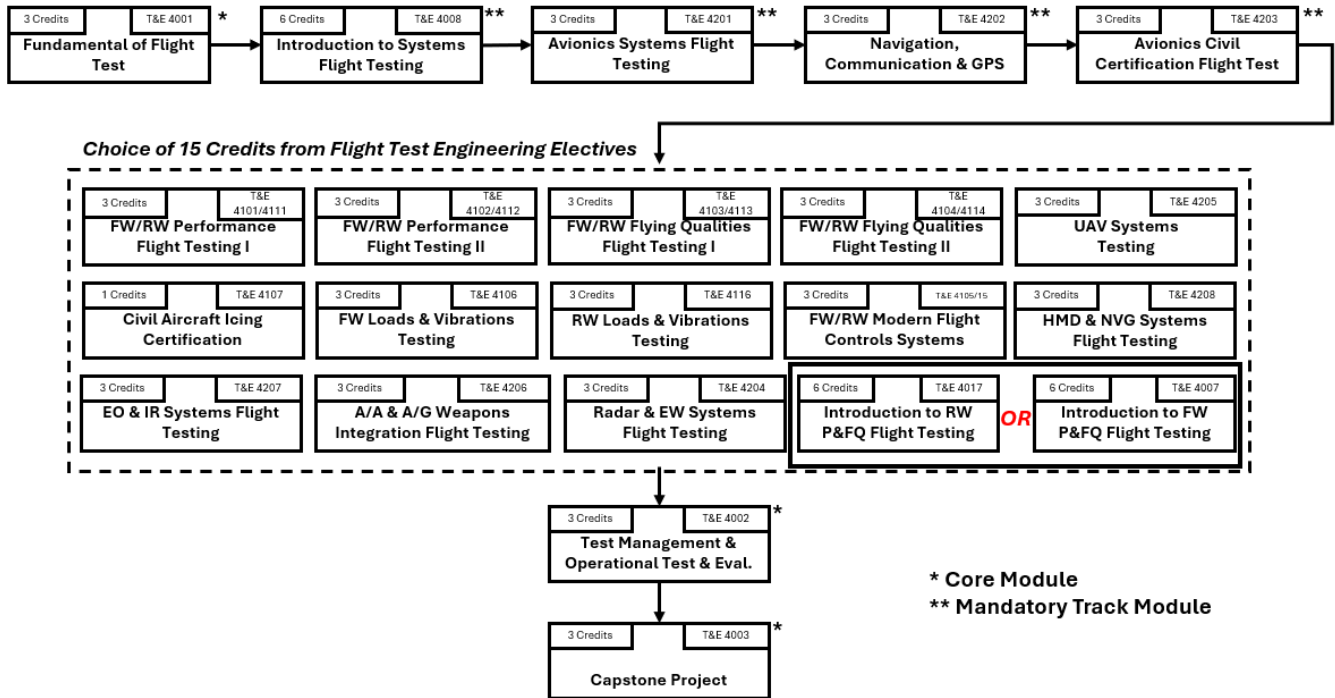 3 Credits
T&E 4001
*
Fundamental of Flight
Test
6 Credits
T&E 4008
**
Introduction to Systems
Flight Testing
3 Credits
T&E 4201
**
Avionics Systems Flight
Testing
3 Credits
T&E 4202
**
Navigation,
Communication & GPS
3 Credits
T&E 4203
**
Avionics Civil
Certification Flight Test
Choice of 15 Credits from Flight Test Engineering Electives
3 Credits
T&E
4101/4111
FW/RW Performance
Flight Testing I
3 Credits
T&E
4102/4112
FW/RW Performance
Flight Testing II
3 Credits
T&E
4103/4113
FW/RW Flying Qualities
Flight Testing I
3 Credits
T&E
4104/4114
FW/RW Flying Qualities
Flight Testing II
3 Credits
T&E 4205
UAV Systems
Testing
1 Credits
T&E 4107
Civil Aircraft Icing
Certification
3 Credits
T&E 4106
FW Loads & Vibrations
Testing
3 Credits
T&E 4116
RW Loads & Vibrations
Testing
3 Credits
T&E 4105/15
FW/RW Modern Flight
Controls Systems
3 Credits
T&E 4208
HMD & NVG Systems
Flight Testing
3 Credits
T&E 4207
EO & IR Systems Flight
Testing
3 Credits
T&E 4206
A/A & A/G Weapons
Integration Flight Testing
3 Credits
T&E 4204
Radar & EW Systems
Flight Testing
6 Credits
T&E 4017
Introduction to RW
P&FQ Flight Testing
OR
6 Credits
T&E 4007
Introduction to FW
P&FQ Flight Testing
3 Credits
T&E 4002
*
Test Management &
Operational Test & Eval.
* Core Module
** Mandatory Track Module
3 Credits
T&E 4003
*
Capstone Project